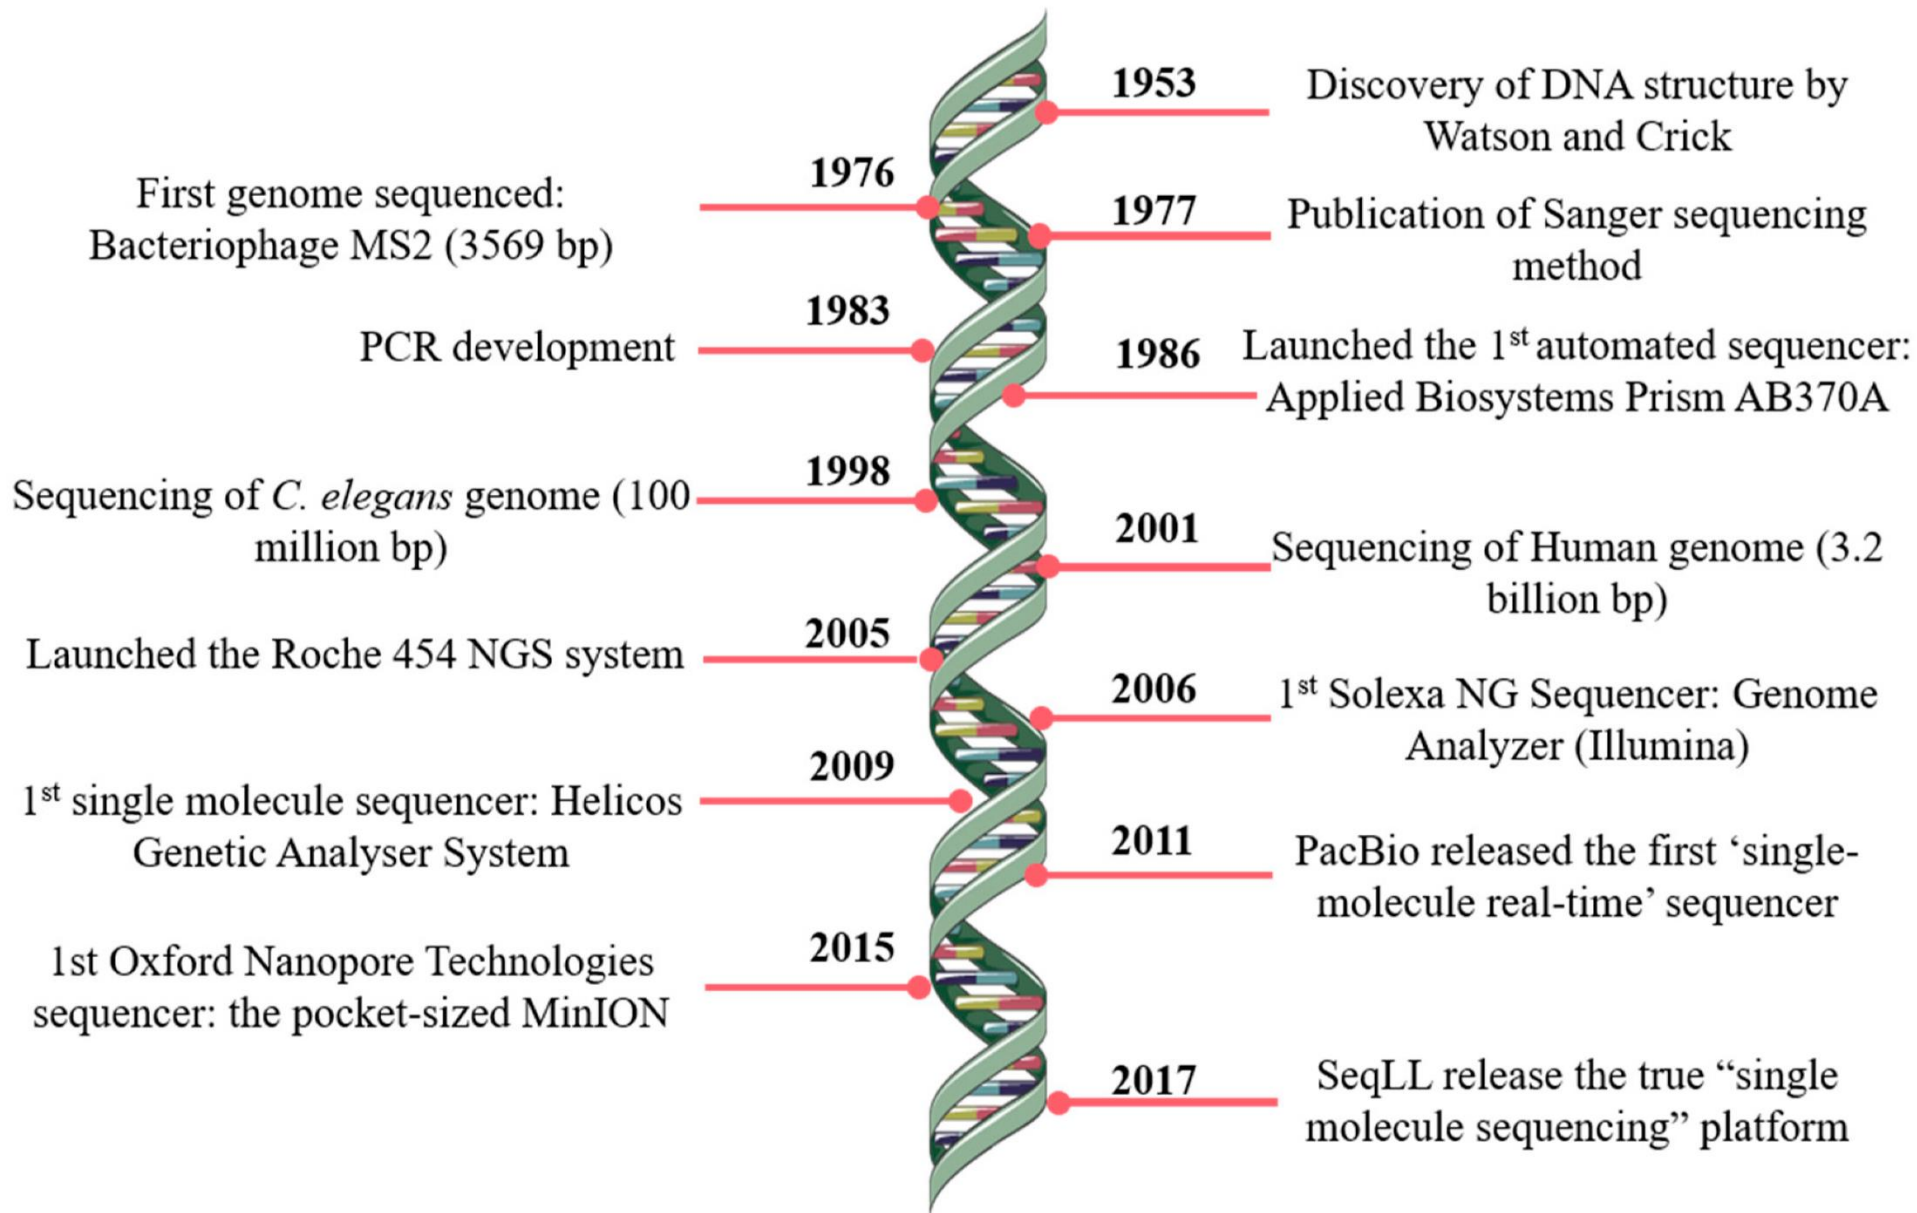 1953
Discovery of DNA structure by
Watson and Crick
1976
First genome sequenced:
Bacteriophage MS2 (3569 bp)
1977
Publication of Sanger sequencing
method
1983
PCR development
1986
Launched the 1st automated sequencer:
Applied Biosystems Prism AB370A
1998
Sequencing of C. elegans genome (100
million bp)
2001
Sequencing of Human genome (3.2
billion bp)
2005
Launched the Roche 454 NGS system
2006
1st Solexa NG Sequencer: Genome
Analyzer (Illumina)
2009
1st single molecule sequencer: Helicos
Genetic Analyser System
2011
PacBio released the first ‘single-
molecule real-time’ sequencer
2015
1st Oxford Nanopore Technologies
sequencer: the pocket-sized MinION
2017
SeqLL release the true “single
molecule sequencing” platform